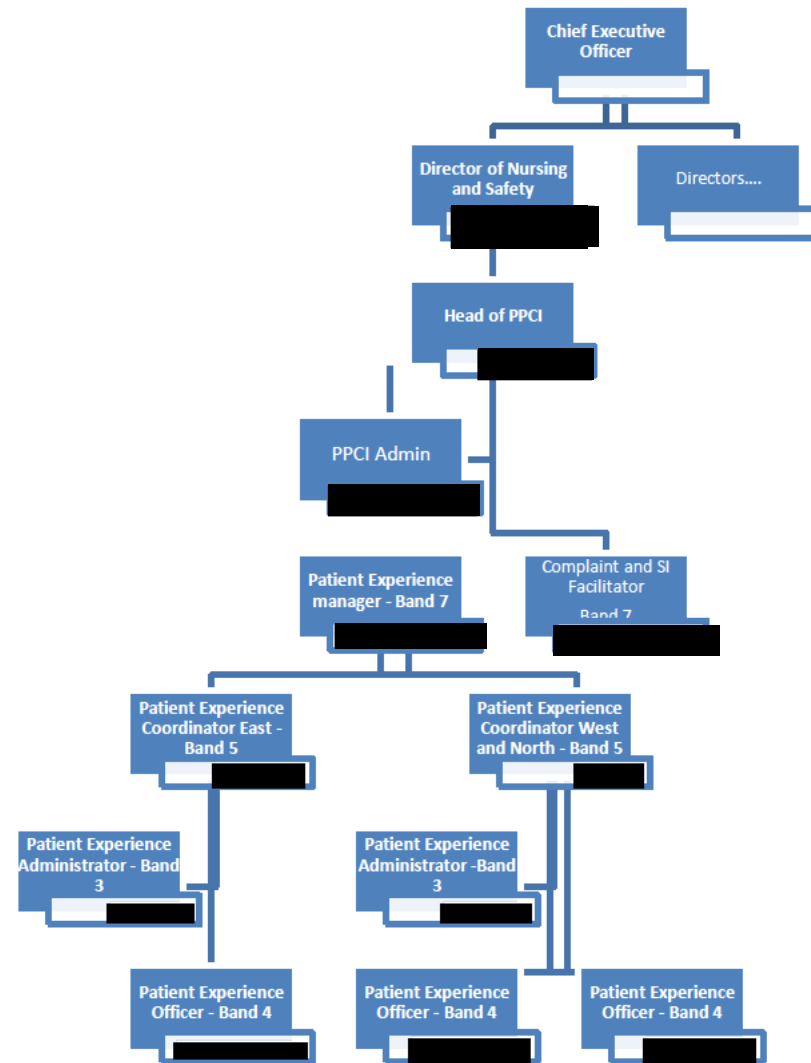 Chief Executive
Officer
Director of Nursing
and Safety
Directors....
Head of PPCI
PPCI Admin
Patient Experience
manager - Band 7
Complaint and SI
Facilitator
Band 7
Patient Experience
Coordinator East -
Band 5
Patient Experience
Coordinator West
and North - Band 5
Patient Experience
Administrator - Band
3
Patient Experience
Administrator -Band
3
Patient Experience
Officer - Band 4
Patient Experience
Officer - Band 4
Patient Experience
Officer - Band 4